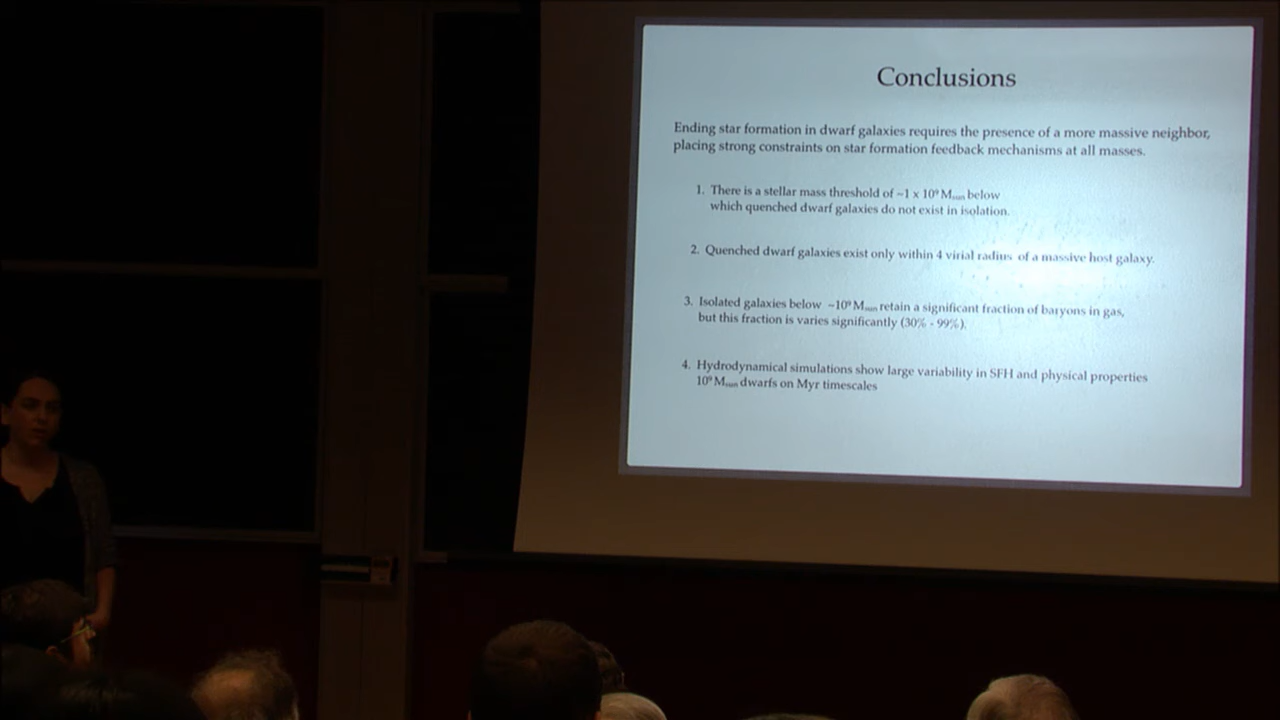 Conclusions
Ending star formation in dwarf galaxies requires the presence of a more massive neighbor,
placing strong constraints on star formation feedback mechanisms at all masses.
1. There is a stellar mass threshold of ~1 x 10⁹ Msun below
which quenched dwarf galaxies do not exist in isolation.
2. Quenched dwarf galaxies exist only within 4 virial radius of a massive host galaxy.
3. Isolated galaxies below ~10⁹ Msun retain a significant fraction of baryons in gas,
but this fraction is varies significantly (30% - 99%).
4. Hydrodynamical simulations show large variability in SFH and physical properties
10⁹ Msun dwarfs on Myr timescales